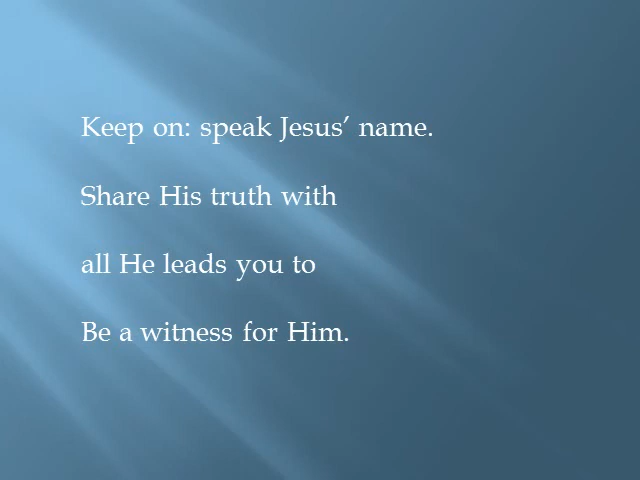 Keep on: speak Jesus’ name.
Share His truth with
all He leads you to
Be a witness for Him.